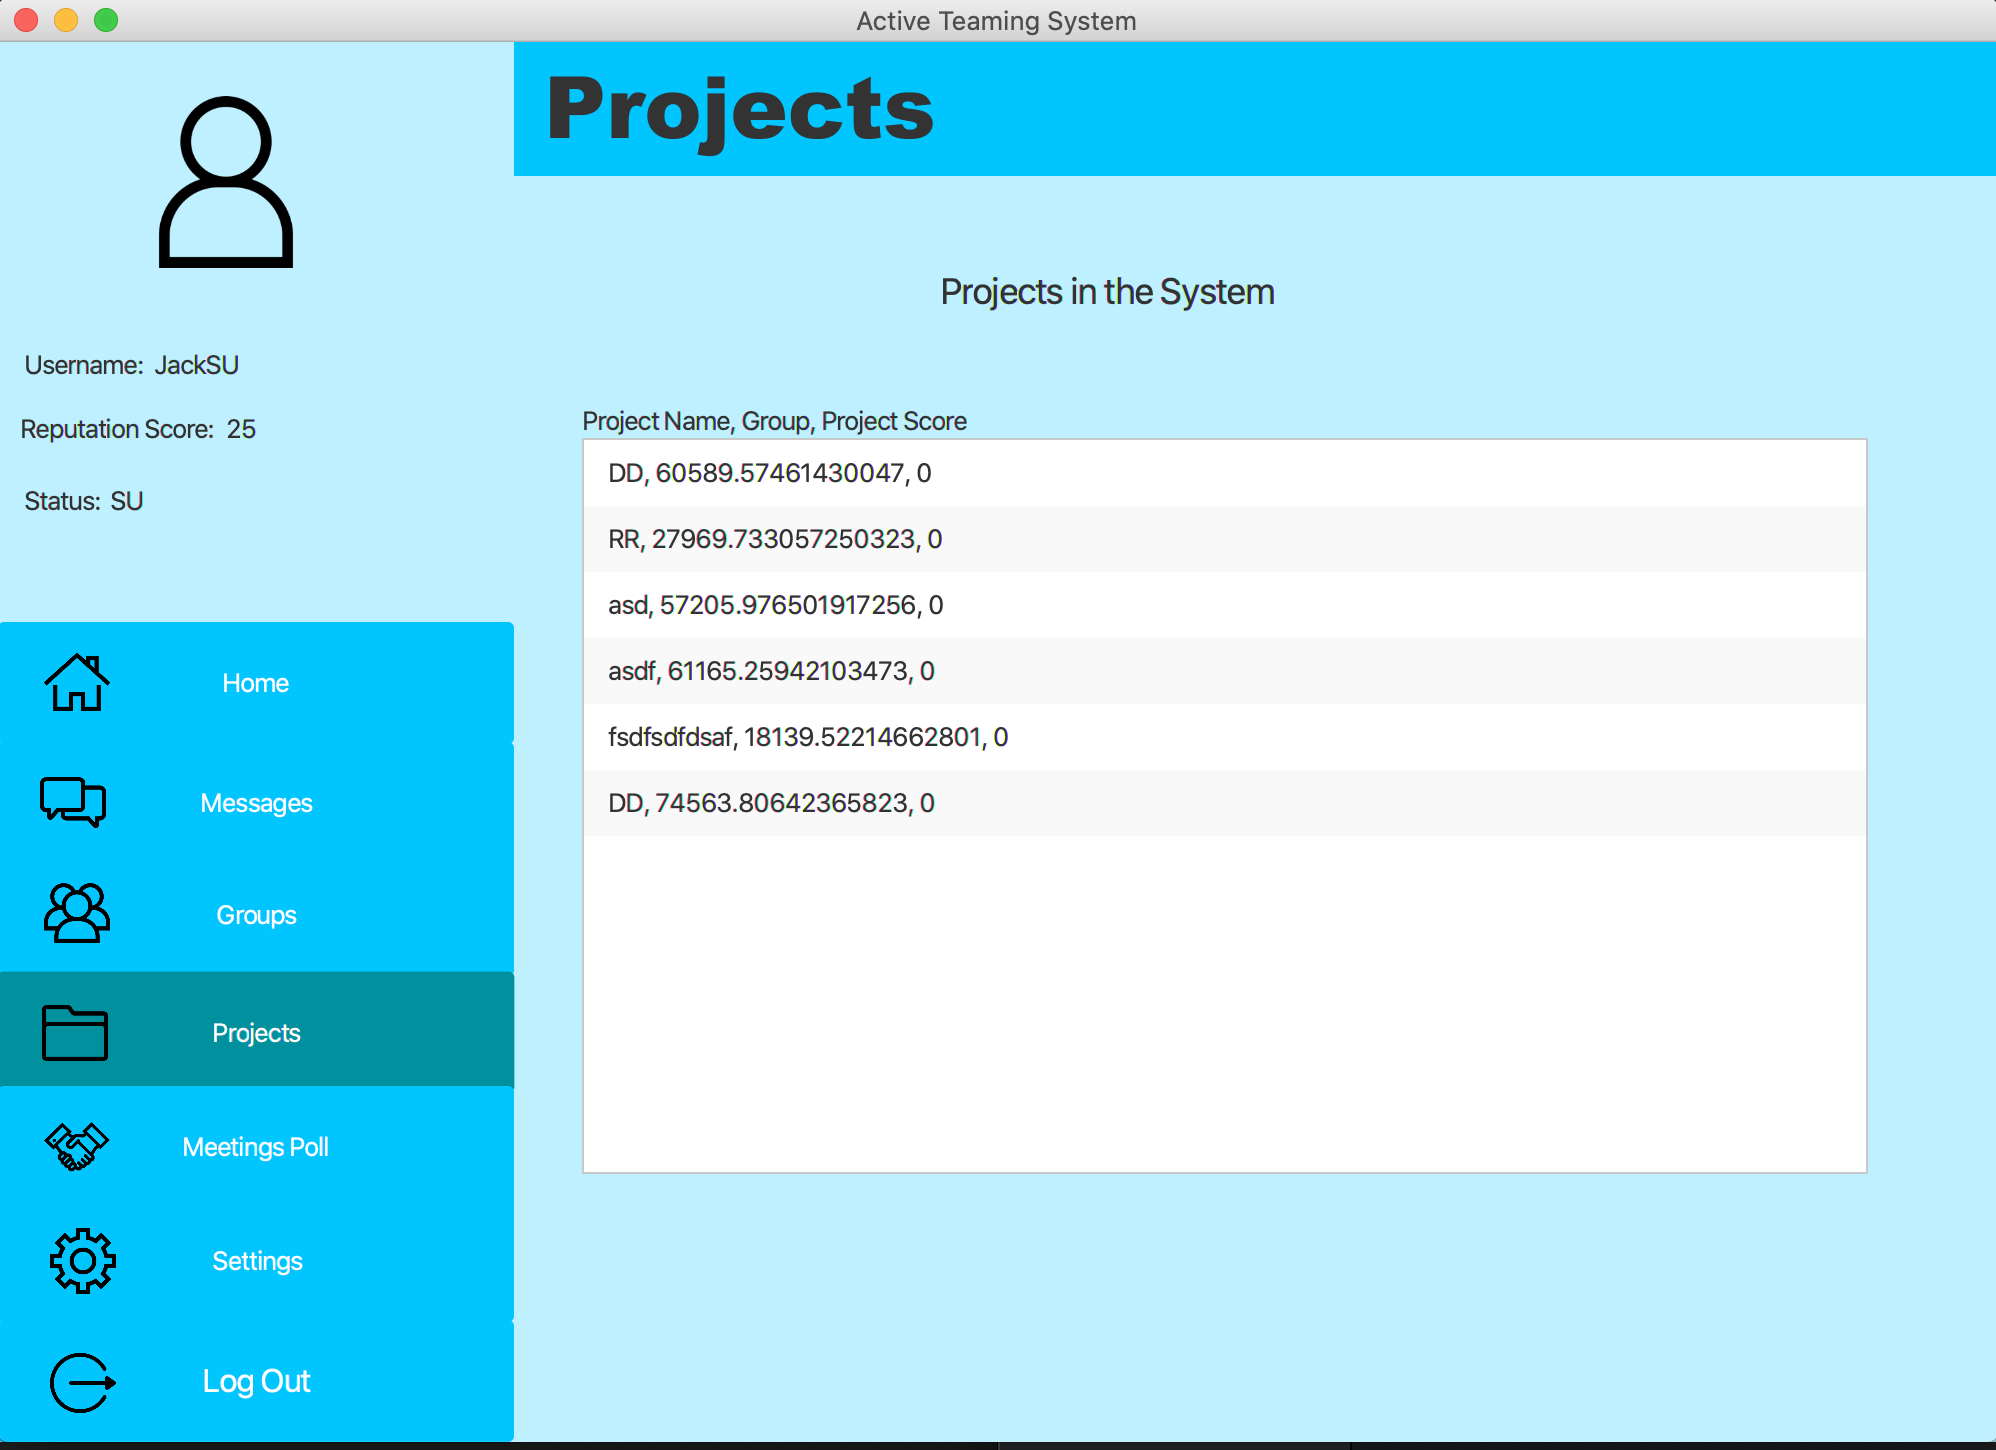 Active Teaming System
Projects
Username: JackSU
Reputation Score: 25
Status: SU
Home
Messages
Groups
Projects
Meetings Poll
Settings
Log Out
Projects in the System
Project Name, Group, Project Score
DD, 60589.57461430047, 0
RR, 27969.733057250323, 0
asd, 57205.976501917256, 0
asdf, 61165.25942103473, 0
fsdfsdfdsaf, 18139.52214662801, 0
DD, 74563.80642365823, 0